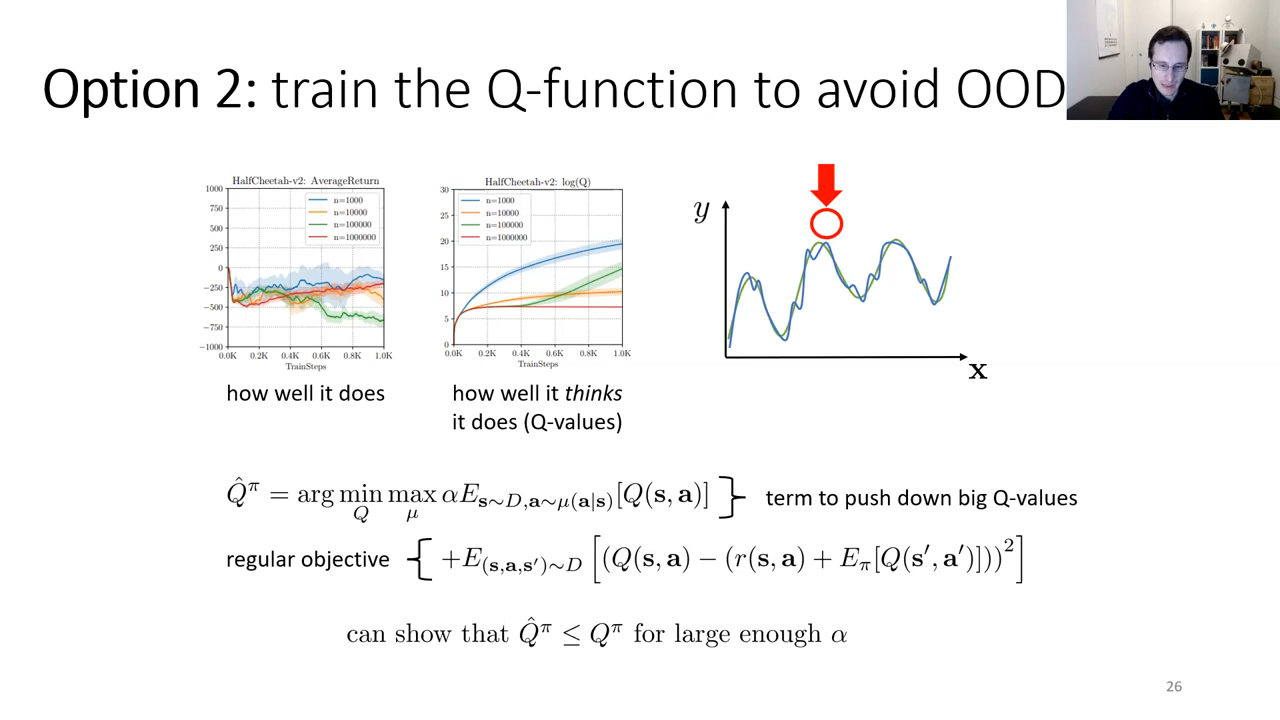 Option 2: train the Q-function to avoid OOD
HalfCheetah-v2: AverageReturn
1000
750
500
250
0
−250
−500
−750
−1000
n=1000
n=10000
n=100000
n=1000000
0.0K 0.2K 0.4K 0.6K 0.8K 1.0K
TrainSteps
how well it does
HalfCheetah-v2: log(Q)
30
25
20
15
10
5
0
n=1000
n=10000
n=100000
n=1000000
0.0K 0.2K 0.4K 0.6K 0.8K 1.0K
TrainSteps
how well it thinks
it does (Q-values)
y
x
Q̂^π = arg min_Q max_μ αE_{s∼D,a∼μ(a|s)}[Q(s, a)] } term to push down big Q-values
regular objective { +E_{(s,a,s′)∼D} [(Q(s, a) − (r(s, a) + E_π[Q(s′, a′)]))²]
can show that Q̂^π ≤ Q^π for large enough α
26